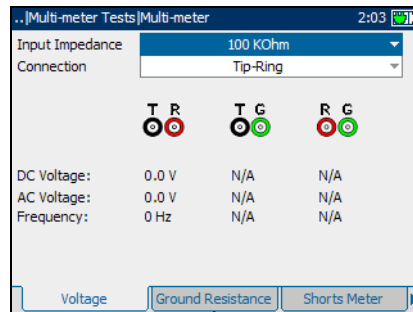 ..|Multi-meter Tests|Multi-meter 2:03
Input Impedance 100 KOhm
Connection Tip-Ring
T R T G R G
DC Voltage: 0.0 V N/A N/A
AC Voltage: 0.0 V N/A N/A
Frequency: 0 Hz N/A N/A
Voltage Ground Resistance Shorts Meter